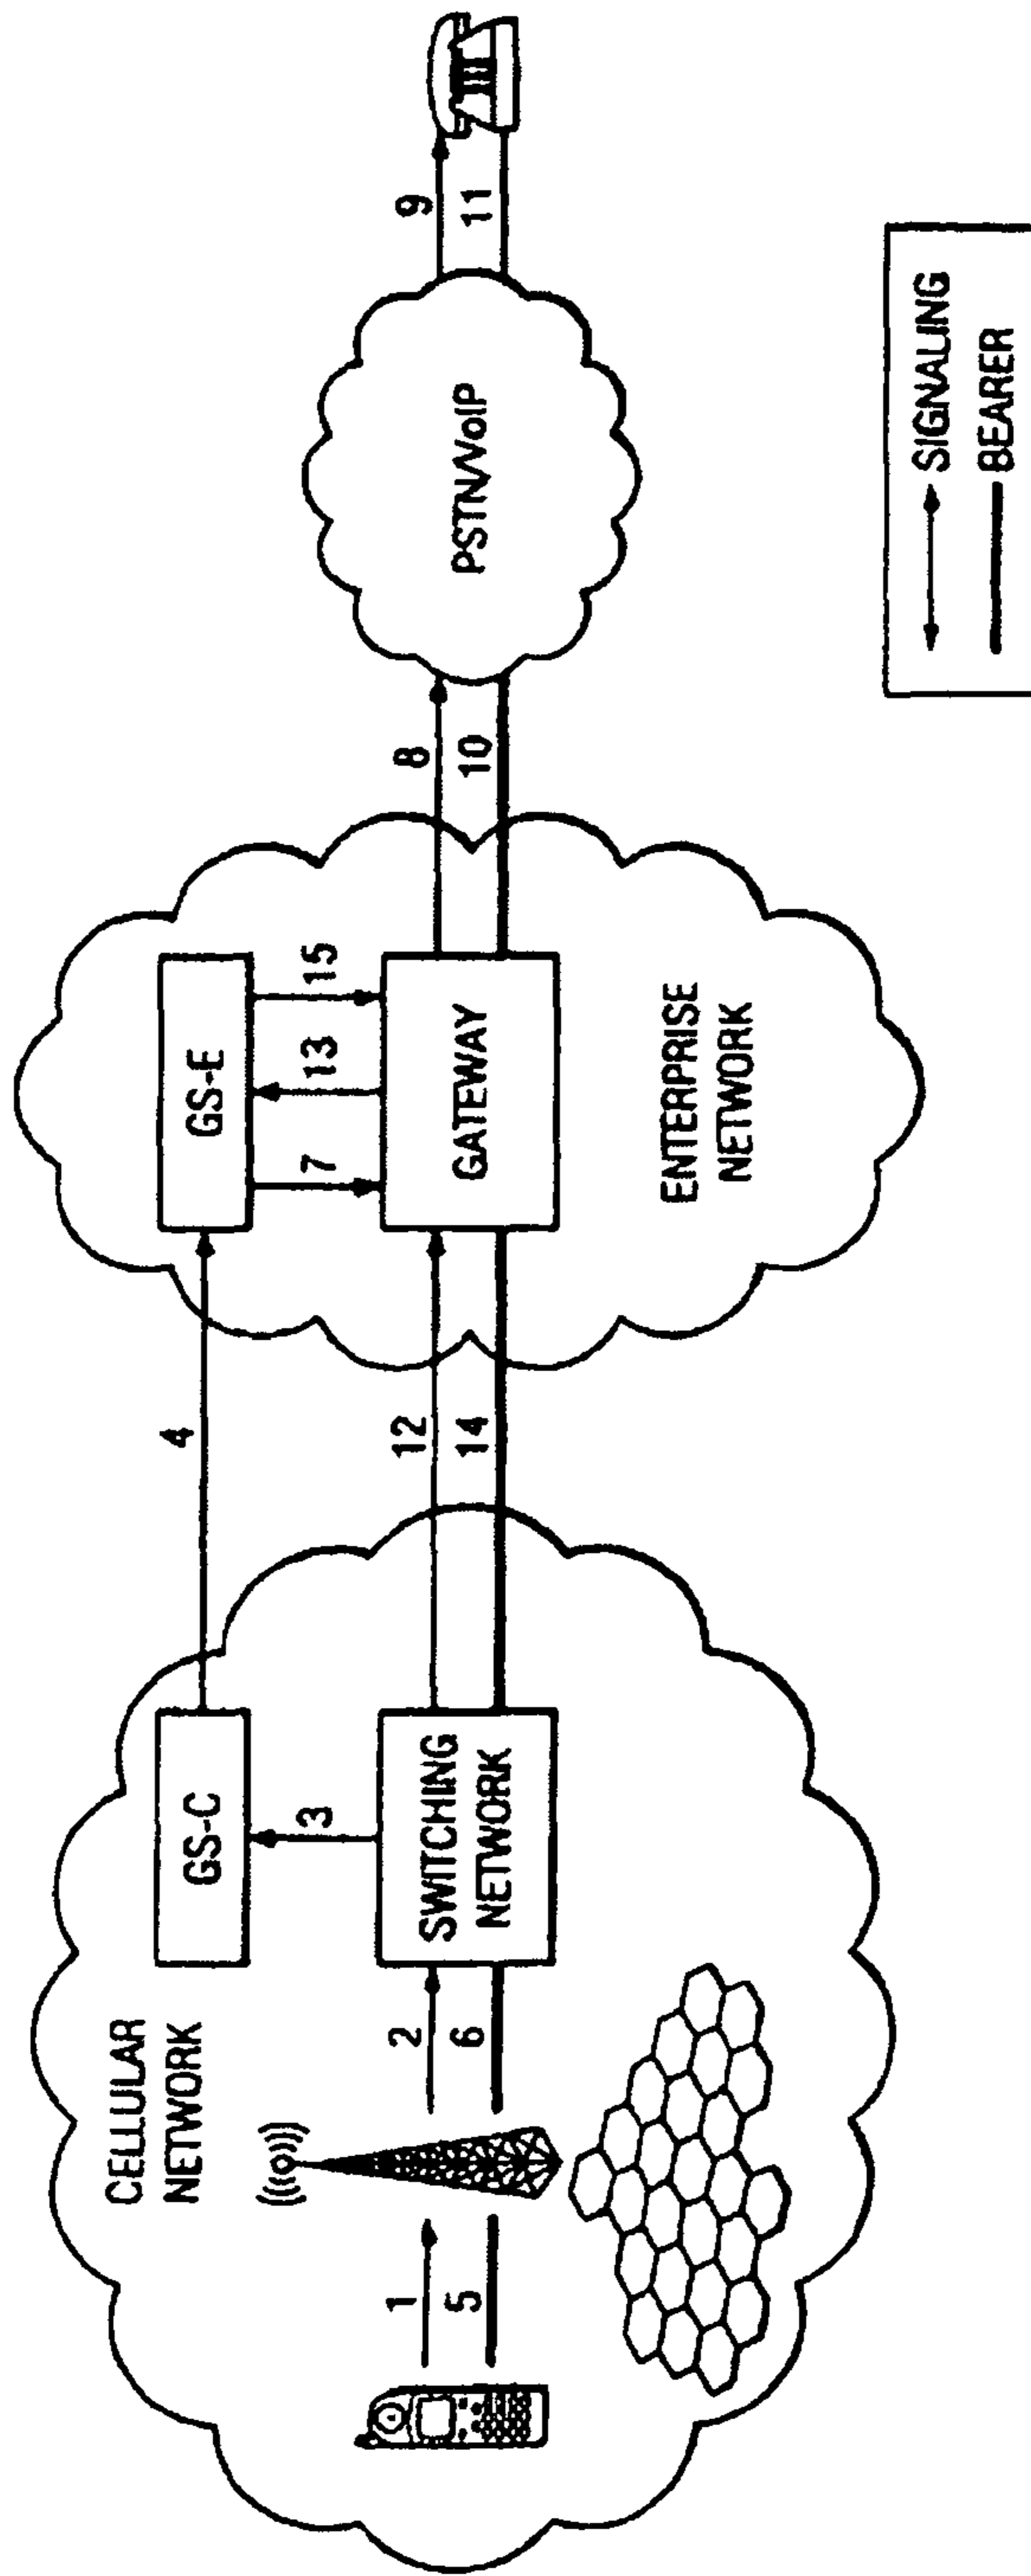 CELLULAR
NETWORK
GS-C
3
SWITCHING
NETWORK
1
5
2
6
4
12
14
GS-E
7
13
15
GATEWAY
ENTERPRISE
NETWORK
8
10
PSTN/VoIP
9
11
SIGNALING
BEARER